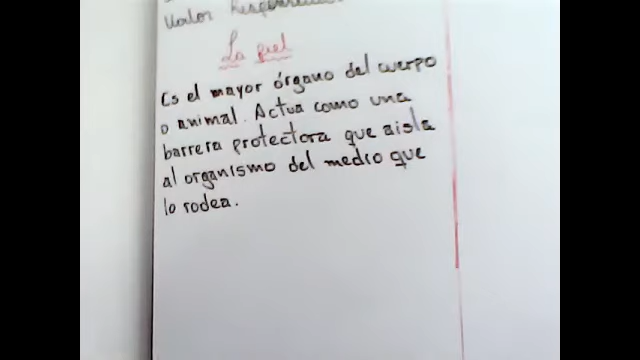 Valor
La piel
Es el mayor órgano del cuerpo
o animal. Actua como una
barrera protectora que aisla
al organismo del medio que
lo rodea.